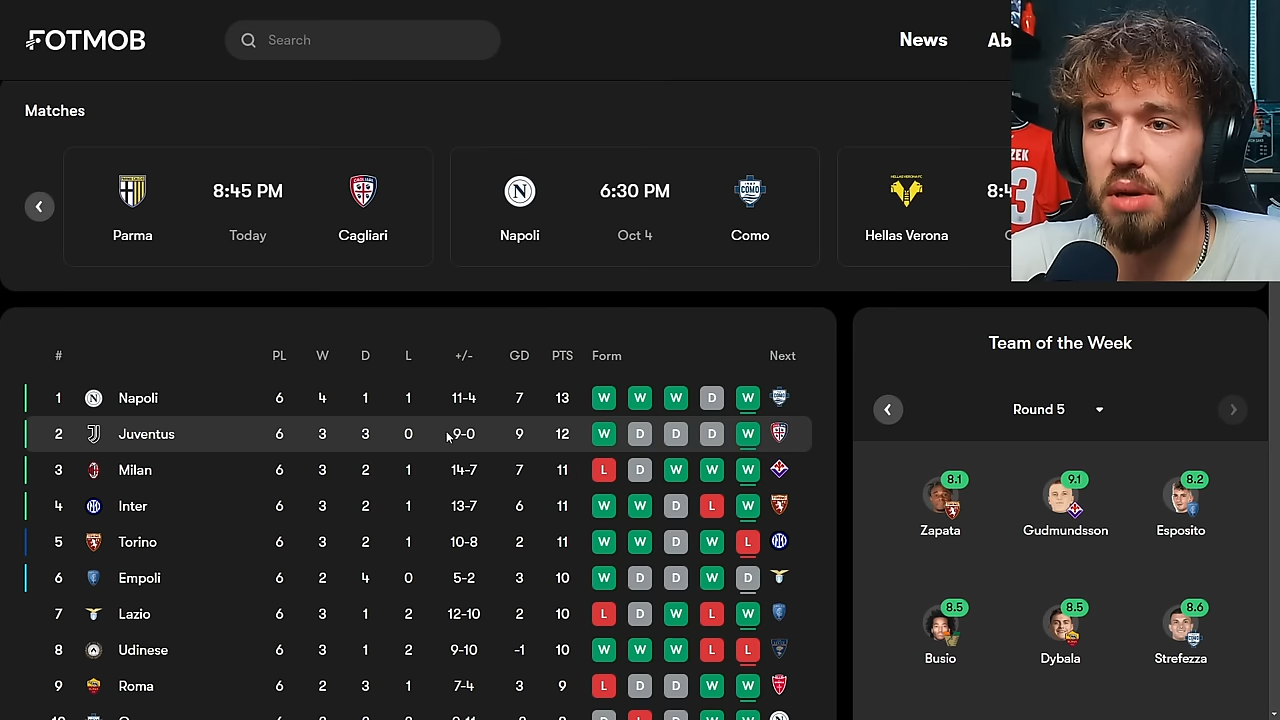 FOTMOB Search News Ab
Matches
8:45 PM 6:30 PM 8:4
Parma Today Cagliari Napoli Oct 4 Como Hellas Verona
# PL W D L +/- GD PTS Form Next
1 Napoli 6 4 1 1 11-4 7 13 W W W D W
2 Juventus 6 3 3 0 9-0 9 12 W D D D W
3 Milan 6 3 2 1 14-7 7 11 L D W W W
4 Inter 6 3 2 1 13-7 6 11 W W D L W
5 Torino 6 3 2 1 10-8 2 11 W W D W L
6 Empoli 6 2 4 0 5-2 3 10 W D D W D
7 Lazio 6 3 1 2 12-10 2 10 L D W L W
8 Udinese 6 3 1 2 9-10 -1 10 W W W L L
9 Roma 6 2 3 1 7-4 3 9 L D D W W
Team of the Week
Round 5
8.1 9.1 8.2
Zapata Gudmundsson Esposito
8.5 8.5 8.6
Busio Dybala Strefezza
ZEK
3